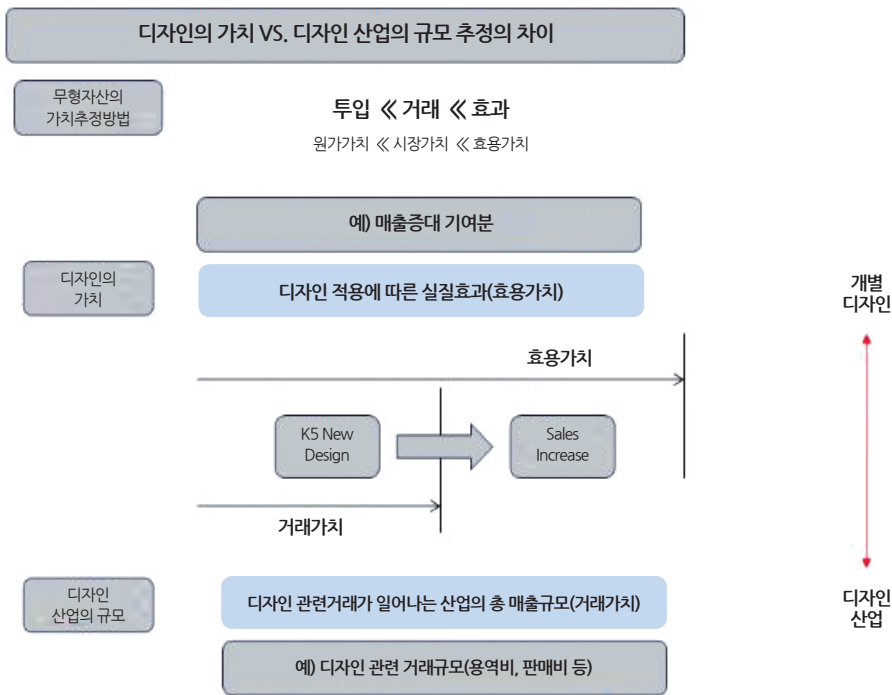 디자인의 가치 VS. 디자인 산업의 규모 추정의 차이
무형자산의
가치추정방법
투입 ≪ 거래 ≪ 효과
원가가치 ≪ 시장가치 ≪ 효용가치
예) 매출증대 기여분
디자인의
가치
디자인 적용에 따른 실질효과(효용가치)
개별
디자인
효용가치
K5 New
Design
Sales
Increase
거래가치
디자인
산업의 규모
디자인 관련거래가 일어나는 산업의 총 매출규모(거래가치)
디자인
산업
예) 디자인 관련 거래규모(용역비, 판매비 등)